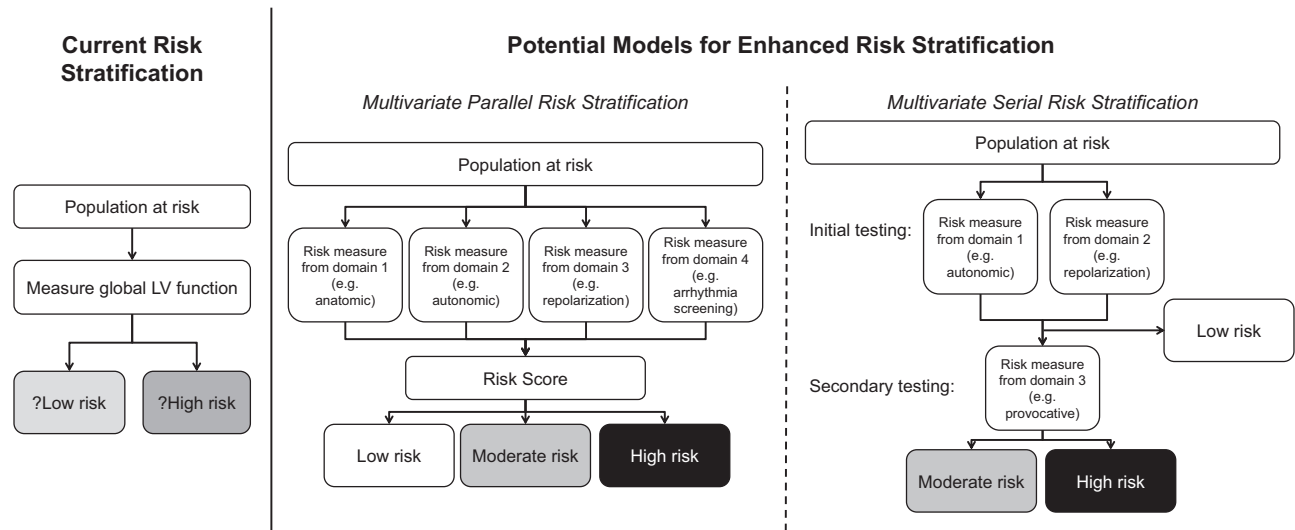 Current Risk
Stratification
Population at risk
Measure global LV function
?Low risk
?High risk
Potential Models for Enhanced Risk Stratification
Multivariate Parallel Risk Stratification
Population at risk
Risk measure
from domain 1
(e.g.
anatomic)
Risk measure
from domain 2
(e.g.
autonomic)
Risk measure
from domain 3
(e.g.
repolarization)
Risk measure
from domain 4
(e.g.
arrhythmia
screening)
Risk Score
Low risk
Moderate risk
High risk
Multivariate Serial Risk Stratification
Population at risk
Initial testing:
Risk measure
from domain 1
(e.g.
autonomic)
Risk measure
from domain 2
(e.g.
repolarization)
Low risk
Secondary testing:
Risk measure
from domain 3
(e.g.
provocative)
Moderate risk
High risk